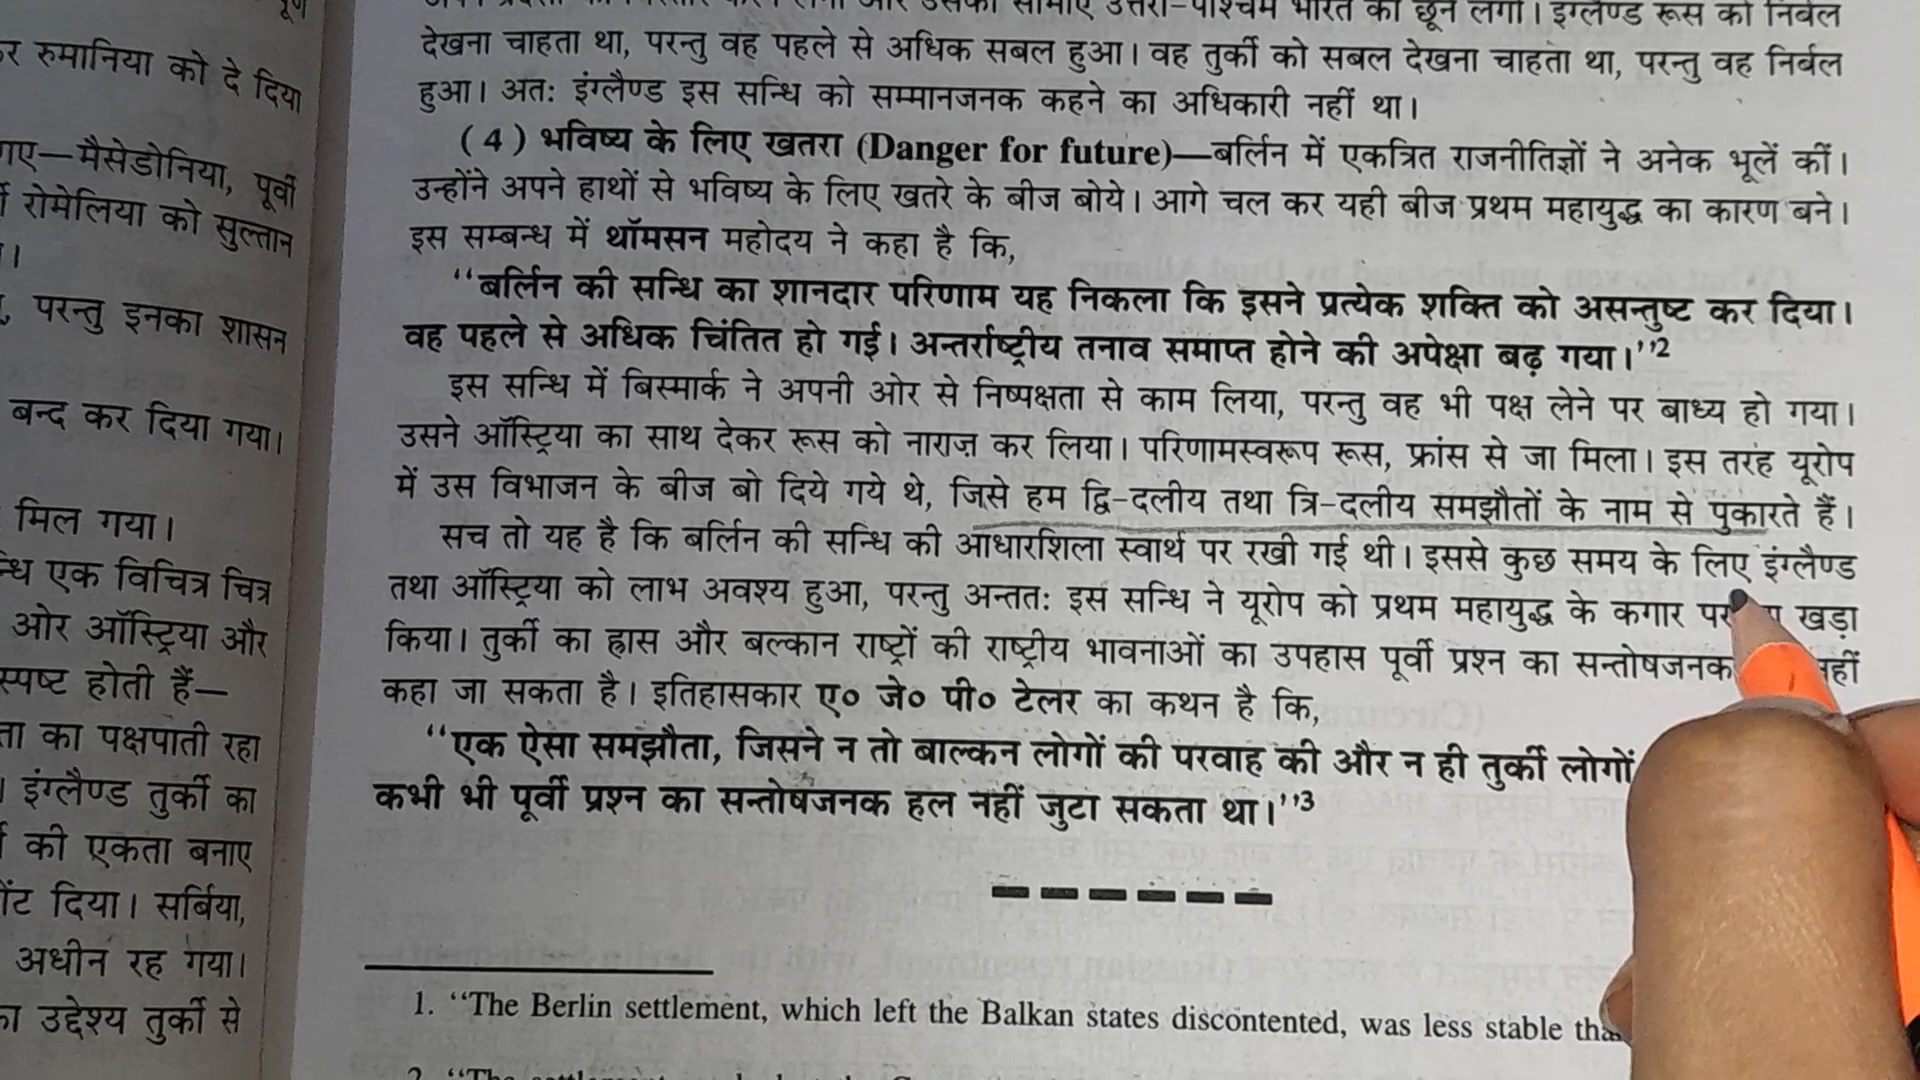 पूर्ण
र रुमानिया को दे दिया
गए—मैसेडोनिया, पूर्वी
रोमेलिया को सुल्तान
।
परन्तु इनका शासन
बन्द कर दिया गया।
मिल गया।
न्धि एक विचित्र चित्र
ओर ऑस्ट्रिया और
स्पष्ट होती हैं—
ता का पक्षपाती रहा
। इंग्लैण्ड तुर्की का
की एकता बनाए
दिया। सर्बिया,
अधीन रह गया।
का उद्देश्य तुर्की से
और उसकी सीमाएँ उत्तरी-पश्चिम भारत को छूने लगी। इंग्लैण्ड रूस को निर्बल
देखना चाहता था, परन्तु वह पहले से अधिक सबल हुआ। वह तुर्की को सबल देखना चाहता था, परन्तु वह निर्बल
हुआ। अतः इंग्लैण्ड इस सन्धि को सम्मानजनक कहने का अधिकारी नहीं था।
(4) भविष्य के लिए खतरा (Danger for future)—बर्लिन में एकत्रित राजनीतिज्ञों ने अनेक भूलें कीं।
उन्होंने अपने हाथों से भविष्य के लिए खतरे के बीज बोये। आगे चल कर यही बीज प्रथम महायुद्ध का कारण बने।
इस सम्बन्ध में थॉमसन महोदय ने कहा है कि,
‘‘बर्लिन की सन्धि का शानदार परिणाम यह निकला कि इसने प्रत्येक शक्ति को असन्तुष्ट कर दिया।
वह पहले से अधिक चिंतित हो गई। अन्तर्राष्ट्रीय तनाव समाप्त होने की अपेक्षा बढ़ गया।’’2
इस सन्धि में बिस्मार्क ने अपनी ओर से निष्पक्षता से काम लिया, परन्तु वह भी पक्ष लेने पर बाध्य हो गया।
उसने ऑस्ट्रिया का साथ देकर रूस को नाराज़ कर लिया। परिणामस्वरूप रूस, फ्रांस से जा मिला। इस तरह यूरोप
में उस विभाजन के बीज बो दिये गये थे, जिसे हम द्वि-दलीय तथा त्रि-दलीय समझौतों के नाम से पुकारते हैं।
सच तो यह है कि बर्लिन की सन्धि की आधारशिला स्वार्थ पर रखी गई थी। इससे कुछ समय के लिए इंग्लैण्ड
तथा ऑस्ट्रिया को लाभ अवश्य हुआ, परन्तु अन्ततः इस सन्धि ने यूरोप को प्रथम महायुद्ध के कगार पर खड़ा
किया। तुर्की का ह्रास और बल्कान राष्ट्रों की राष्ट्रीय भावनाओं का उपहास पूर्वी प्रश्न का सन्तोषजनक नहीं
कहा जा सकता है। इतिहासकार ए० जे० पी० टेलर का कथन है कि,
‘‘एक ऐसा समझौता, जिसने न तो बाल्कन लोगों की परवाह की और न ही तुर्की लोगों
कभी भी पूर्वी प्रश्न का सन्तोषजनक हल नहीं जुटा सकता था।’’3
1. ‘‘The Berlin settlement, which left the Balkan states discontented, was less stable than
2. ‘‘The settlement